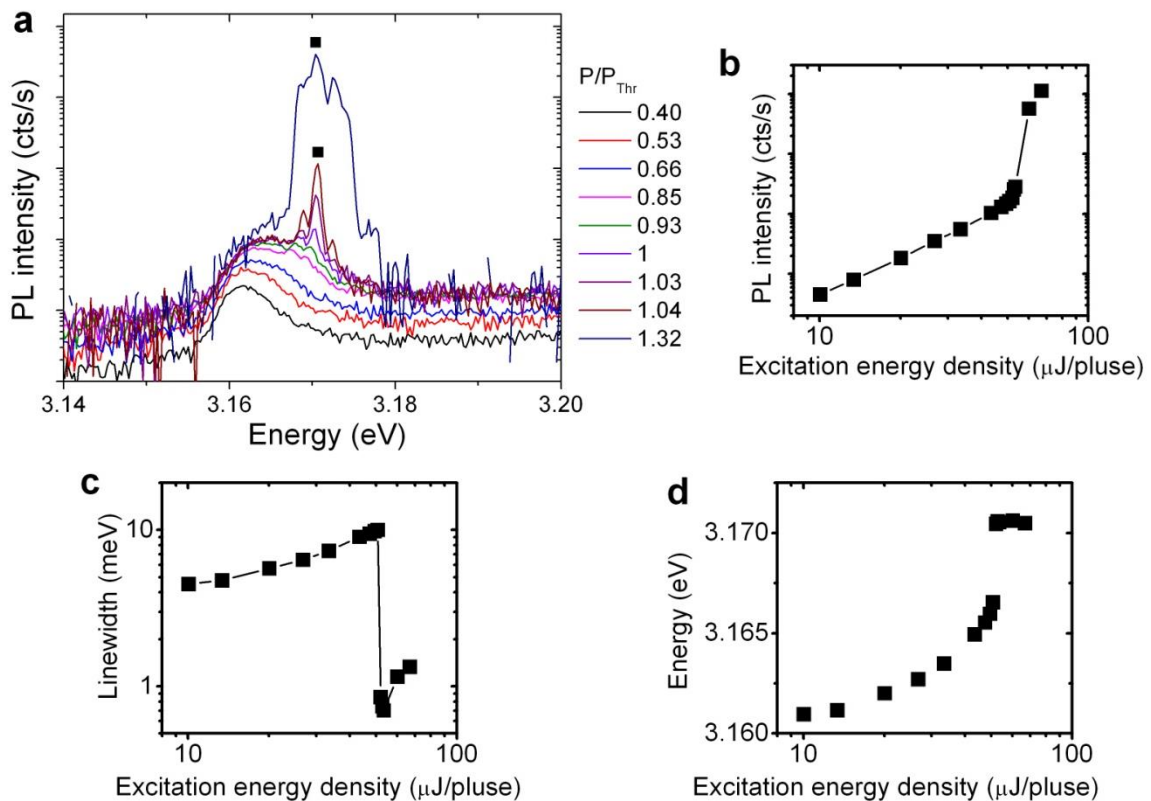 a
PL intensity (cts/s)
3.14
3.16
3.18
3.20
Energy (eV)
P/P_Thr
0.40
0.53
0.66
0.85
0.93
1
1.03
1.04
1.32
b
PL intensity (cts/s)
10
100
Excitation energy density (μJ/pluse)
c
Linewidth (meV)
10
1
10
100
Excitation energy density (μJ/pluse)
d
Energy (eV)
3.170
3.165
3.160
10
100
Excitation energy density (μJ/pluse)